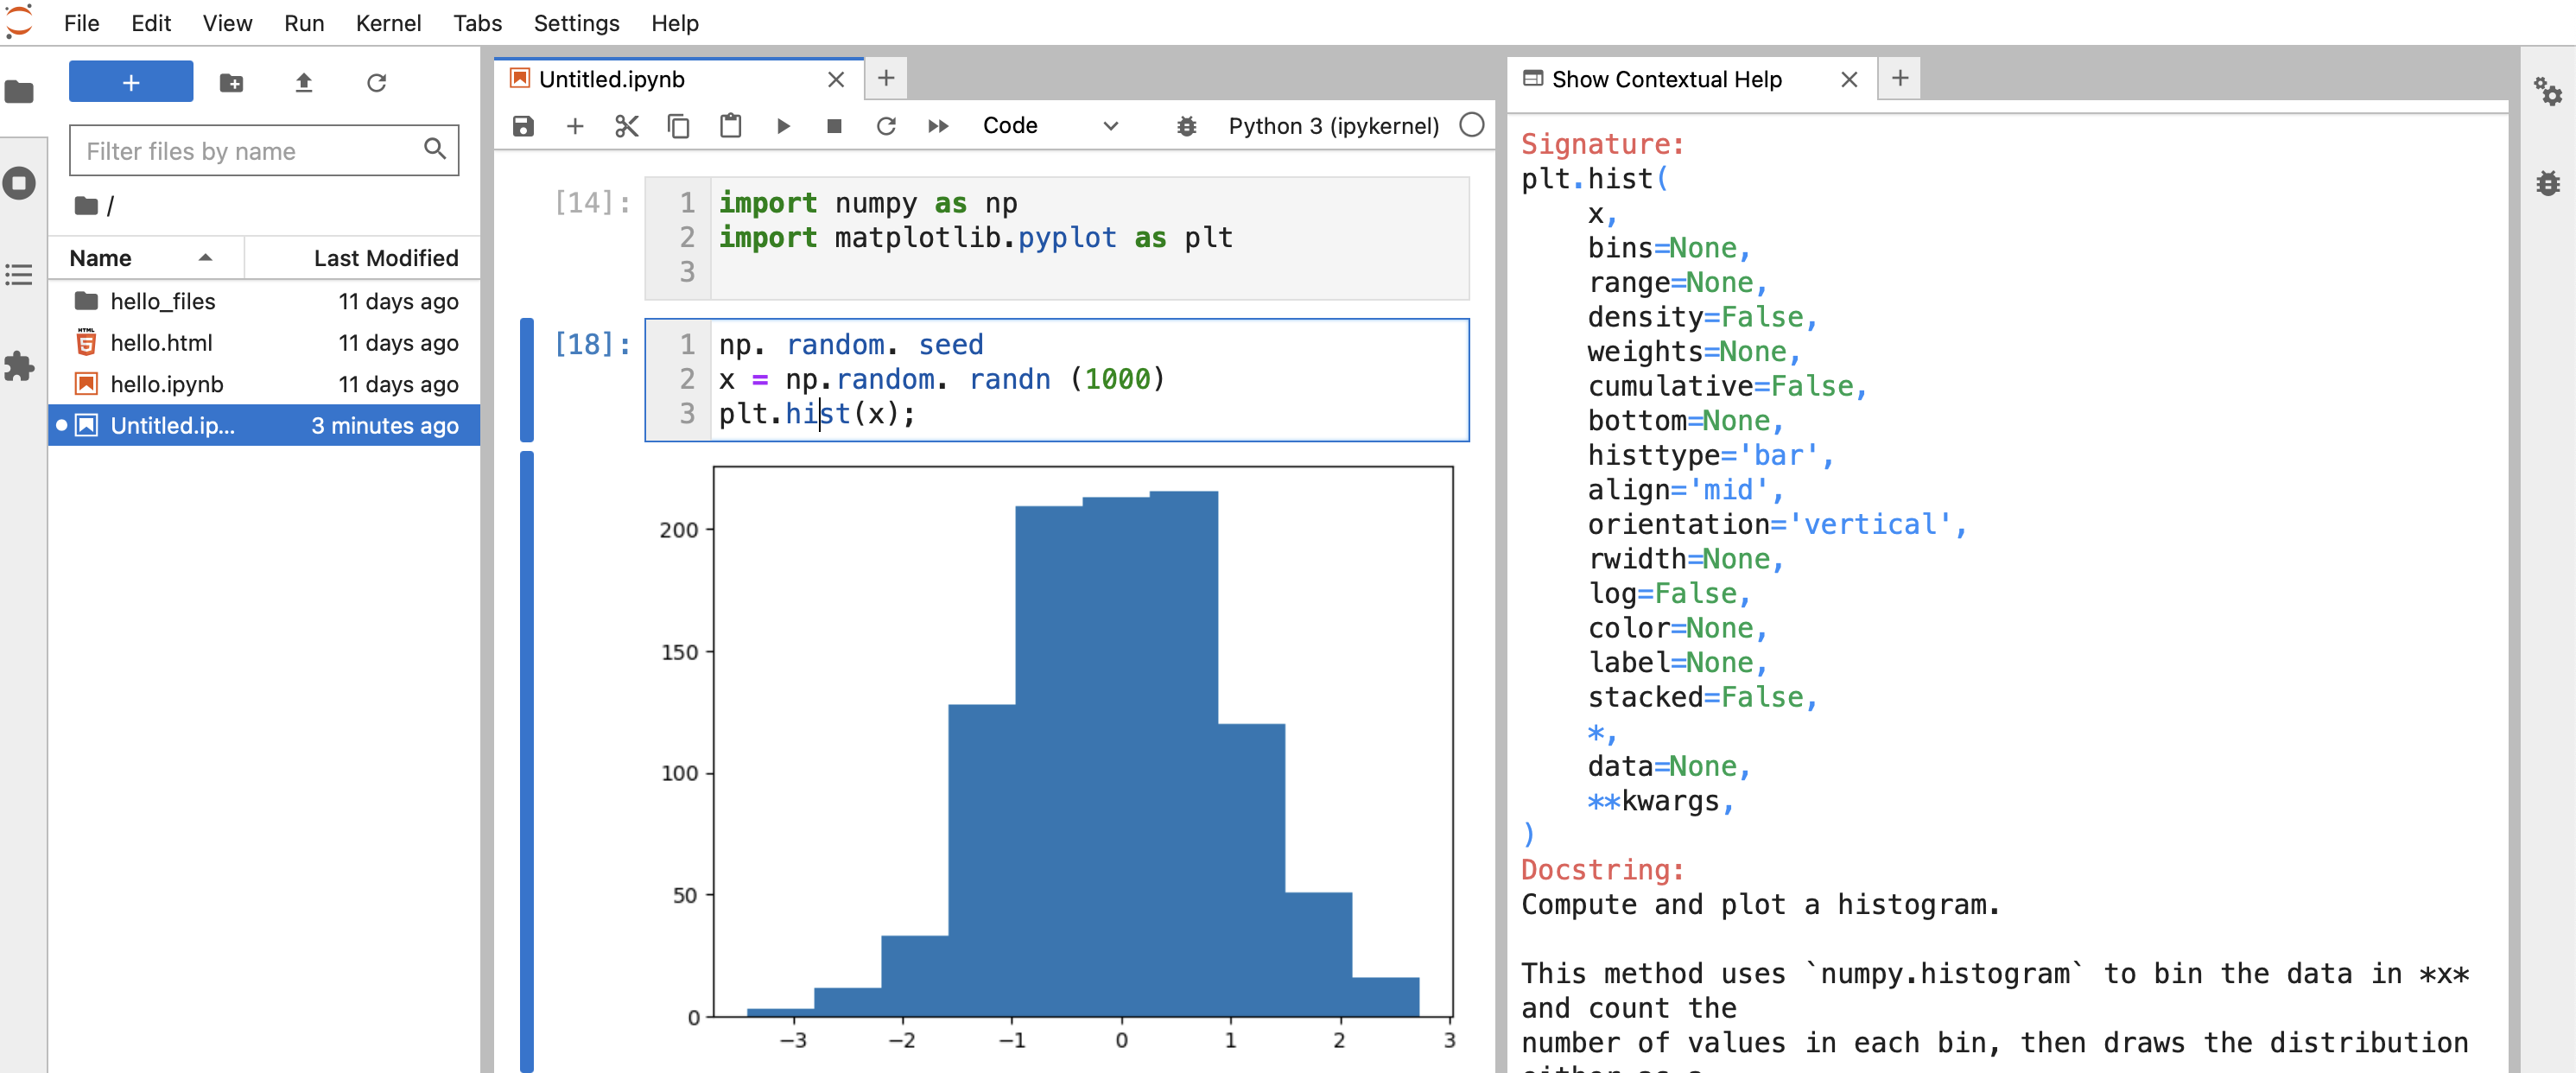 File Edit View Run Kernel Tabs Settings Help
+
Filter files by name
/
Name Last Modified
hello_files 11 days ago
hello.html 11 days ago
hello.ipynb 11 days ago
Untitled.ip... 3 minutes ago
Untitled.ipynb
Code Python 3 (ipykernel)
[14]:
1 import numpy as np
2 import matplotlib.pyplot as plt
3
[18]:
1 np. random. seed
2 x = np.random. randn (1000)
3 plt.hist(x);
200
150
100
50
0
−3 −2 −1 0 1 2 3
Show Contextual Help
Signature:
plt.hist(
x,
bins=None,
range=None,
density=False,
weights=None,
cumulative=False,
bottom=None,
histtype='bar',
align='mid',
orientation='vertical',
rwidth=None,
log=False,
color=None,
label=None,
stacked=False,
*,
data=None,
**kwargs,
)
Docstring:
Compute and plot a histogram.
This method uses `numpy.histogram` to bin the data in *x*
and count the
number of values in each bin, then draws the distribution
either as a